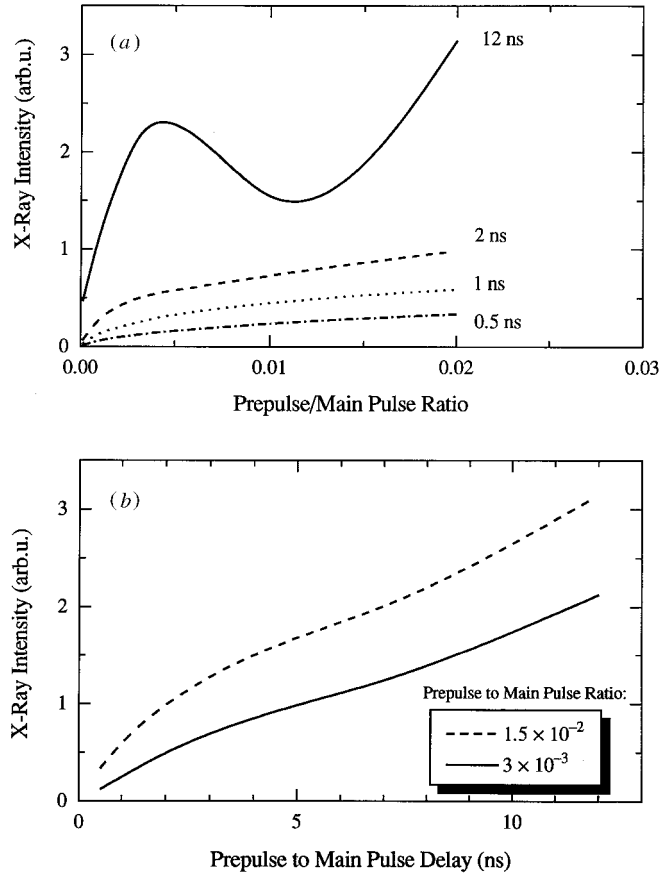 (a)
3
2
1
0
X-Ray Intensity (arb.u.)
12 ns
2 ns
1 ns
0.5 ns
0.00
0.01
0.02
0.03
Prepulse/Main Pulse Ratio
(b)
3
2
1
0
X-Ray Intensity (arb.u.)
Prepulse to Main Pulse Ratio:
1.5 × 10⁻²
3 × 10⁻³
0
5
10
Prepulse to Main Pulse Delay (ns)